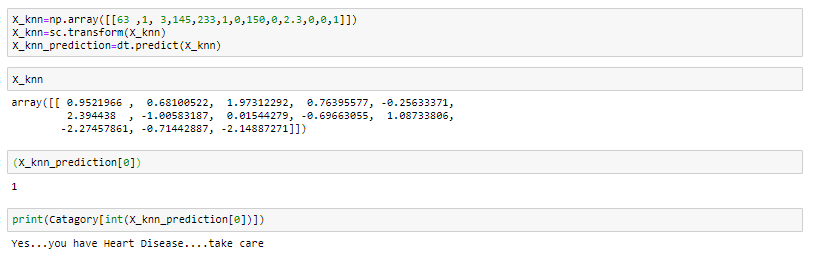 X_knn=np.array([[63 ,1, 3,145,233,1,0,150,0,2.3,0,0,1]])
X_knn=sc.transform(X_knn)
X_knn_prediction=dt.predict(X_knn)
X_knn
array([[ 0.9521966 ,  0.68100522,  1.97312292,  0.76395577, -0.25633371,
         2.394438  , -1.00583187,  0.01544279, -0.69663055,  1.08733806,
        -2.27457861, -0.71442887, -2.14887271]])
(X_knn_prediction[0])
1
print(Catagory[int(X_knn_prediction[0])])
Yes...you have Heart Disease....take care